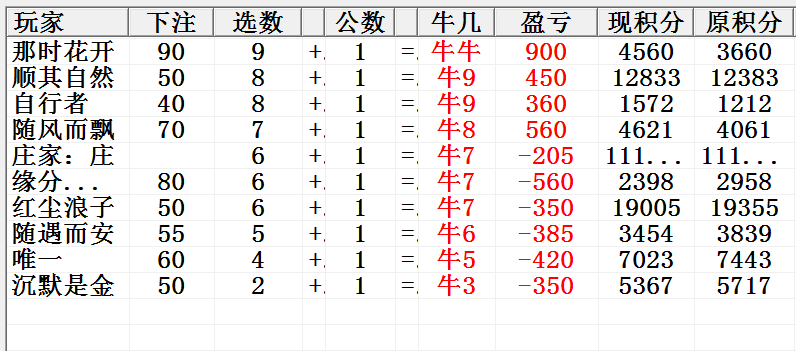 玩家 下注 选数 公数 牛几 盈亏 现积分 原积分
那时花开 90 9 +. 1 =. 牛牛 900 4560 3660
顺其自然 50 8 +. 1 =. 牛9 450 12833 12383
自行者 40 8 +. 1 =. 牛9 360 1572 1212
随风而飘 70 7 +. 1 =. 牛8 560 4621 4061
庄家：庄 6 +. 1 =. 牛7 -205 111... 111...
缘分... 80 6 +. 1 =. 牛7 -560 2398 2958
红尘浪子 50 6 +. 1 =. 牛7 -350 19005 19355
随遇而安 55 5 +. 1 =. 牛6 -385 3454 3839
唯一 60 4 +. 1 =. 牛5 -420 7023 7443
沉默是金 50 2 +. 1 =. 牛3 -350 5367 5717